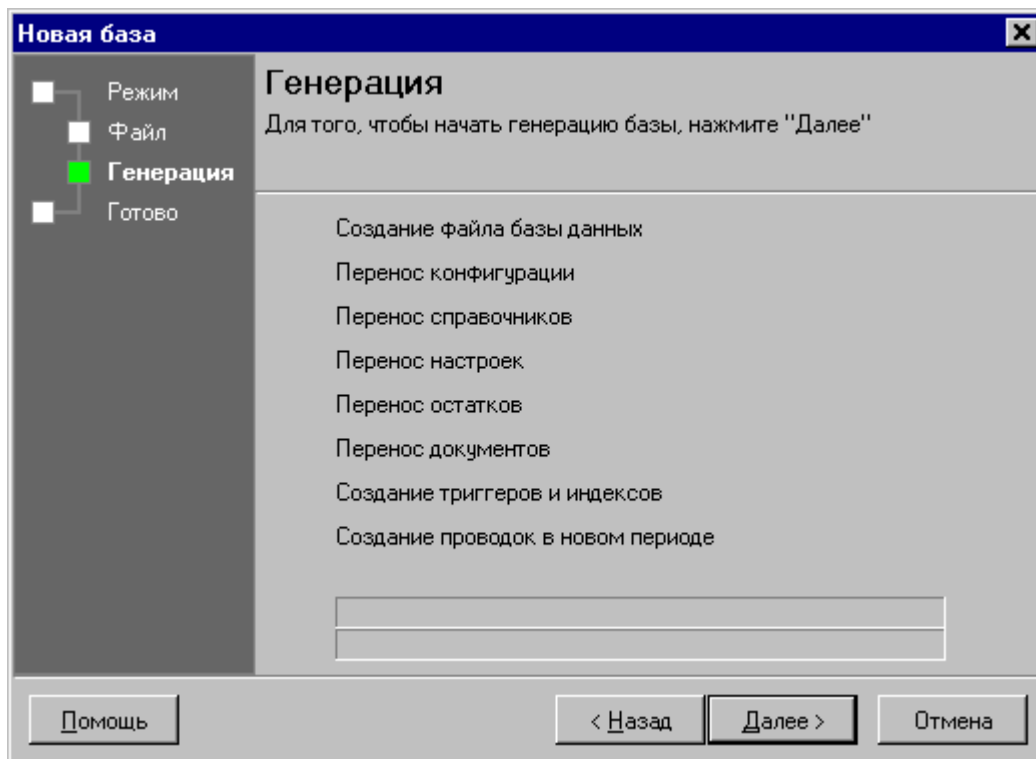 Новая база
Режим
Файл
Генерация
Готово
Генерация
Для того, чтобы начать генерацию базы, нажмите "Далее"
Создание файла базы данных
Перенос конфигурации
Перенос справочников
Перенос настроек
Перенос остатков
Перенос документов
Создание триггеров и индексов
Создание проводок в новом периоде
Помощь
< Назад
Далее >
Отмена